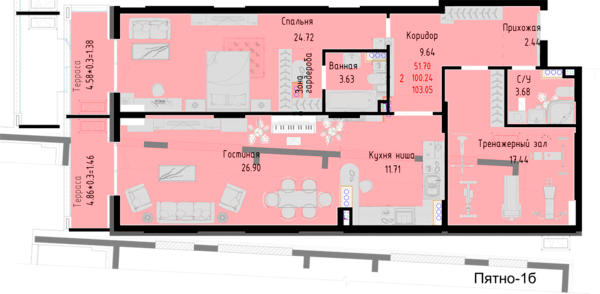 Терраса
4.58*0.3=1.38
Спальня
24.72
Зона
гардероба
Ванная
3.63
Коридор
9.64
51.70
2 100.24
103.05
Прихожая
2.44
С/У
3.68
Терраса
4.86*0.3=1.46
Гостиная
26.90
Кухня ниша
11.71
Тренажерный зал
17.44
Пятно-1б